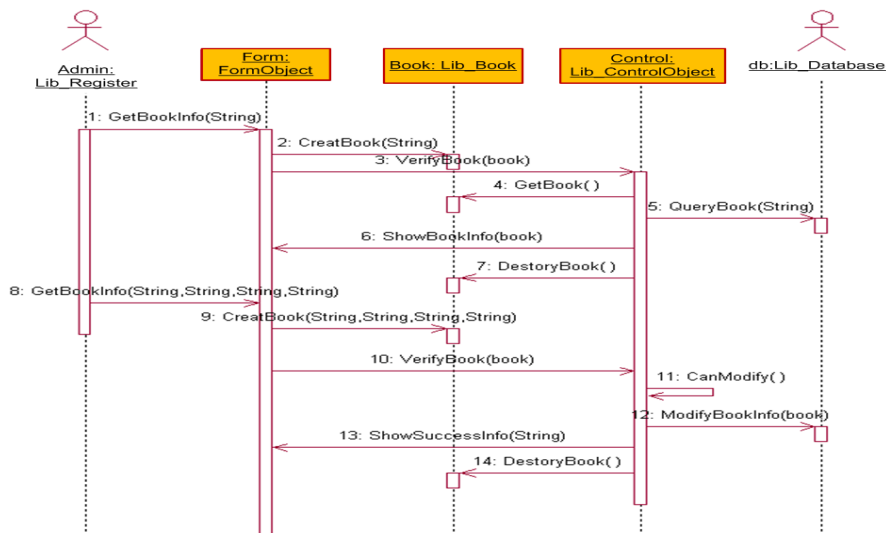 Admin:
Lib_Register
Form:
FormObject
Book: Lib_Book
Control:
Lib_ControlObject
db:Lib_Database
1: GetBookInfo(String)
2: CreatBook(String)
3: VerifyBook(book)
4: GetBook( )
5: QueryBook(String)
6: ShowBookInfo(book)
7: DestoryBook( )
8: GetBookInfo(String,String,String,String)
9: CreatBook(String,String,String,String)
10: VerifyBook(book)
11: CanModify( )
12: ModifyBookInfo(book)
13: ShowSuccessInfo(String)
14: DestoryBook( )